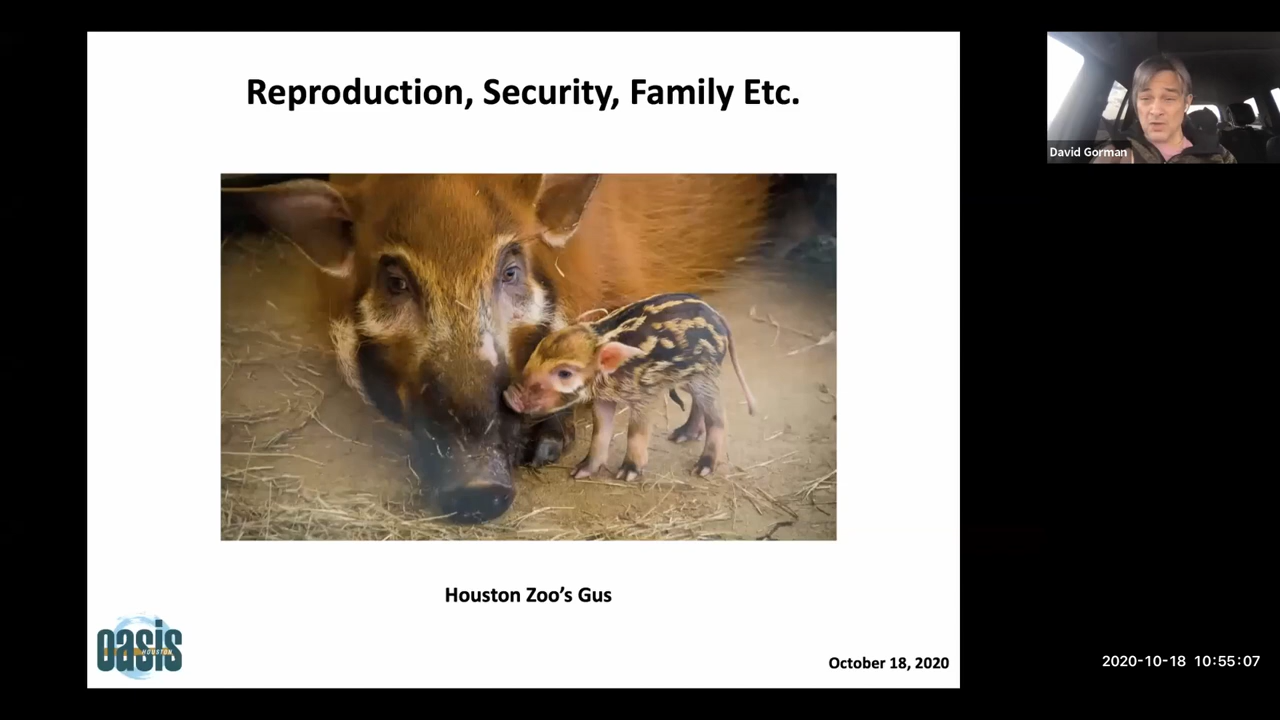 Reproduction, Security, Family Etc.
David Gorman
Houston Zoo's Gus
oasis
HOUSTON
October 18, 2020
2020-10-18 10:55:07